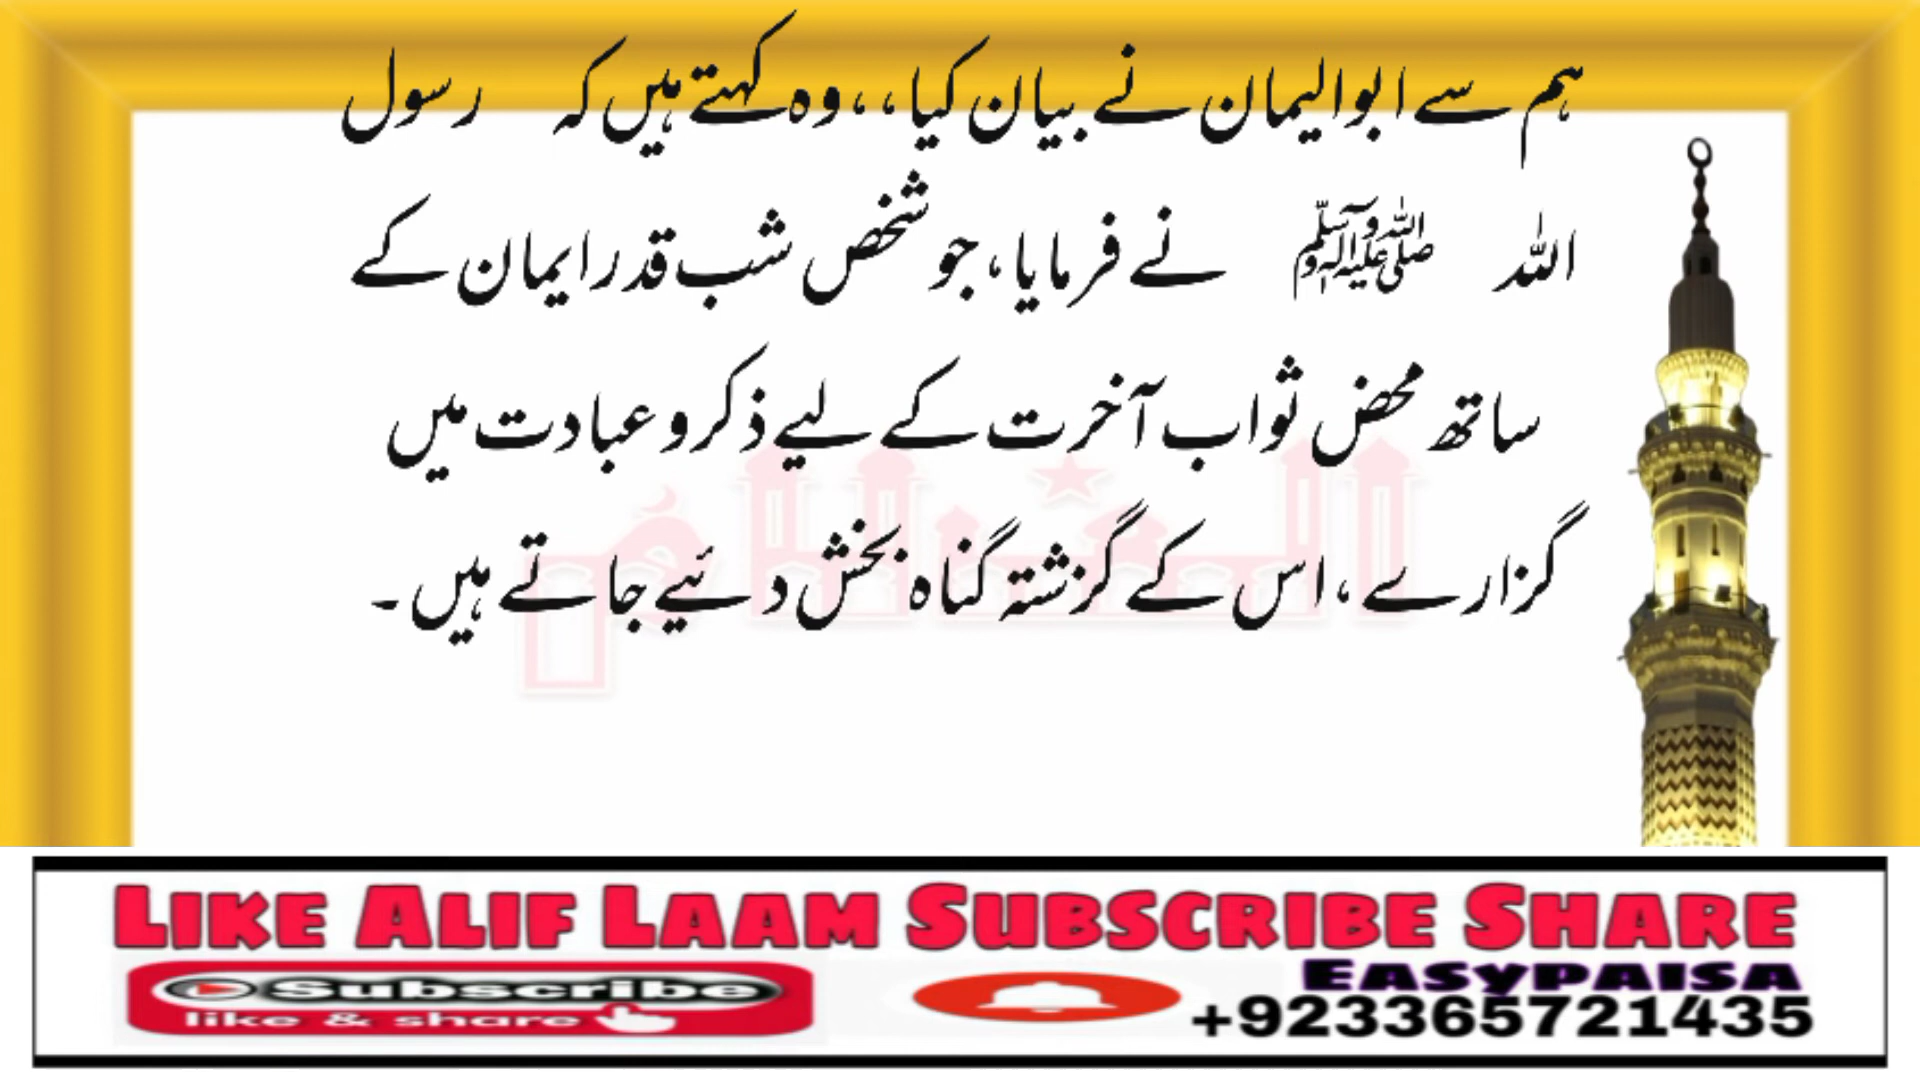 ہم سے ابوالیمان نے بیان کیا،، وہ کہتے ہیں کہ رسول
اللہ ﷺ نے فرمایا، جو شخص شب قدر ایمان کے
ساتھ محض ثواب آخرت کے لیے ذکر و عبادت میں
گزارے، اس کے گزشتہ گناہ بخش دئیے جاتے ہیں۔
LIKE ALIF LAAM SUBSCRIBE SHARE
Subscribe
like & share
EASYPAISA
+923365721435